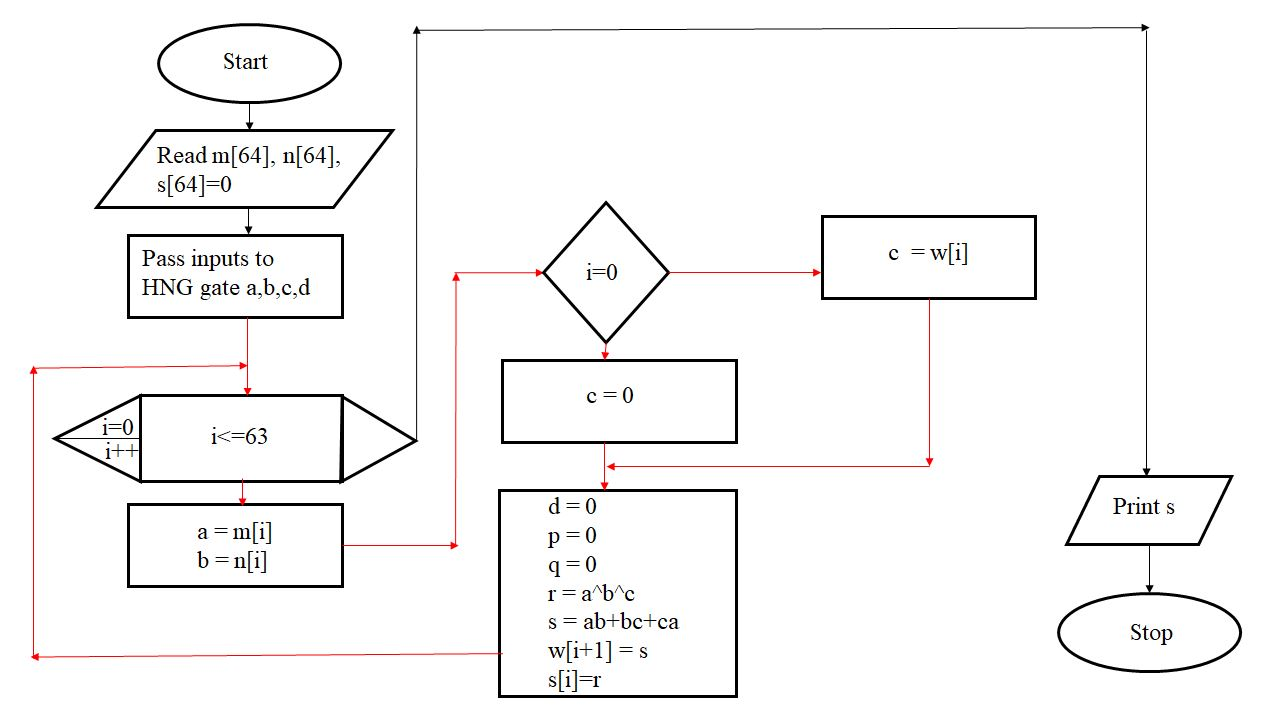 Start
Read m[64], n[64],
s[64]=0
Pass inputs to
HNG gate a,b,c,d
i=0
i++
i<=63
a = m[i]
b = n[i]
i=0
c = w[i]
c = 0
d = 0
p = 0
q = 0
r = a^b^c
s = ab+bc+ca
w[i+1] = s
s[i]=r
Print s
Stop